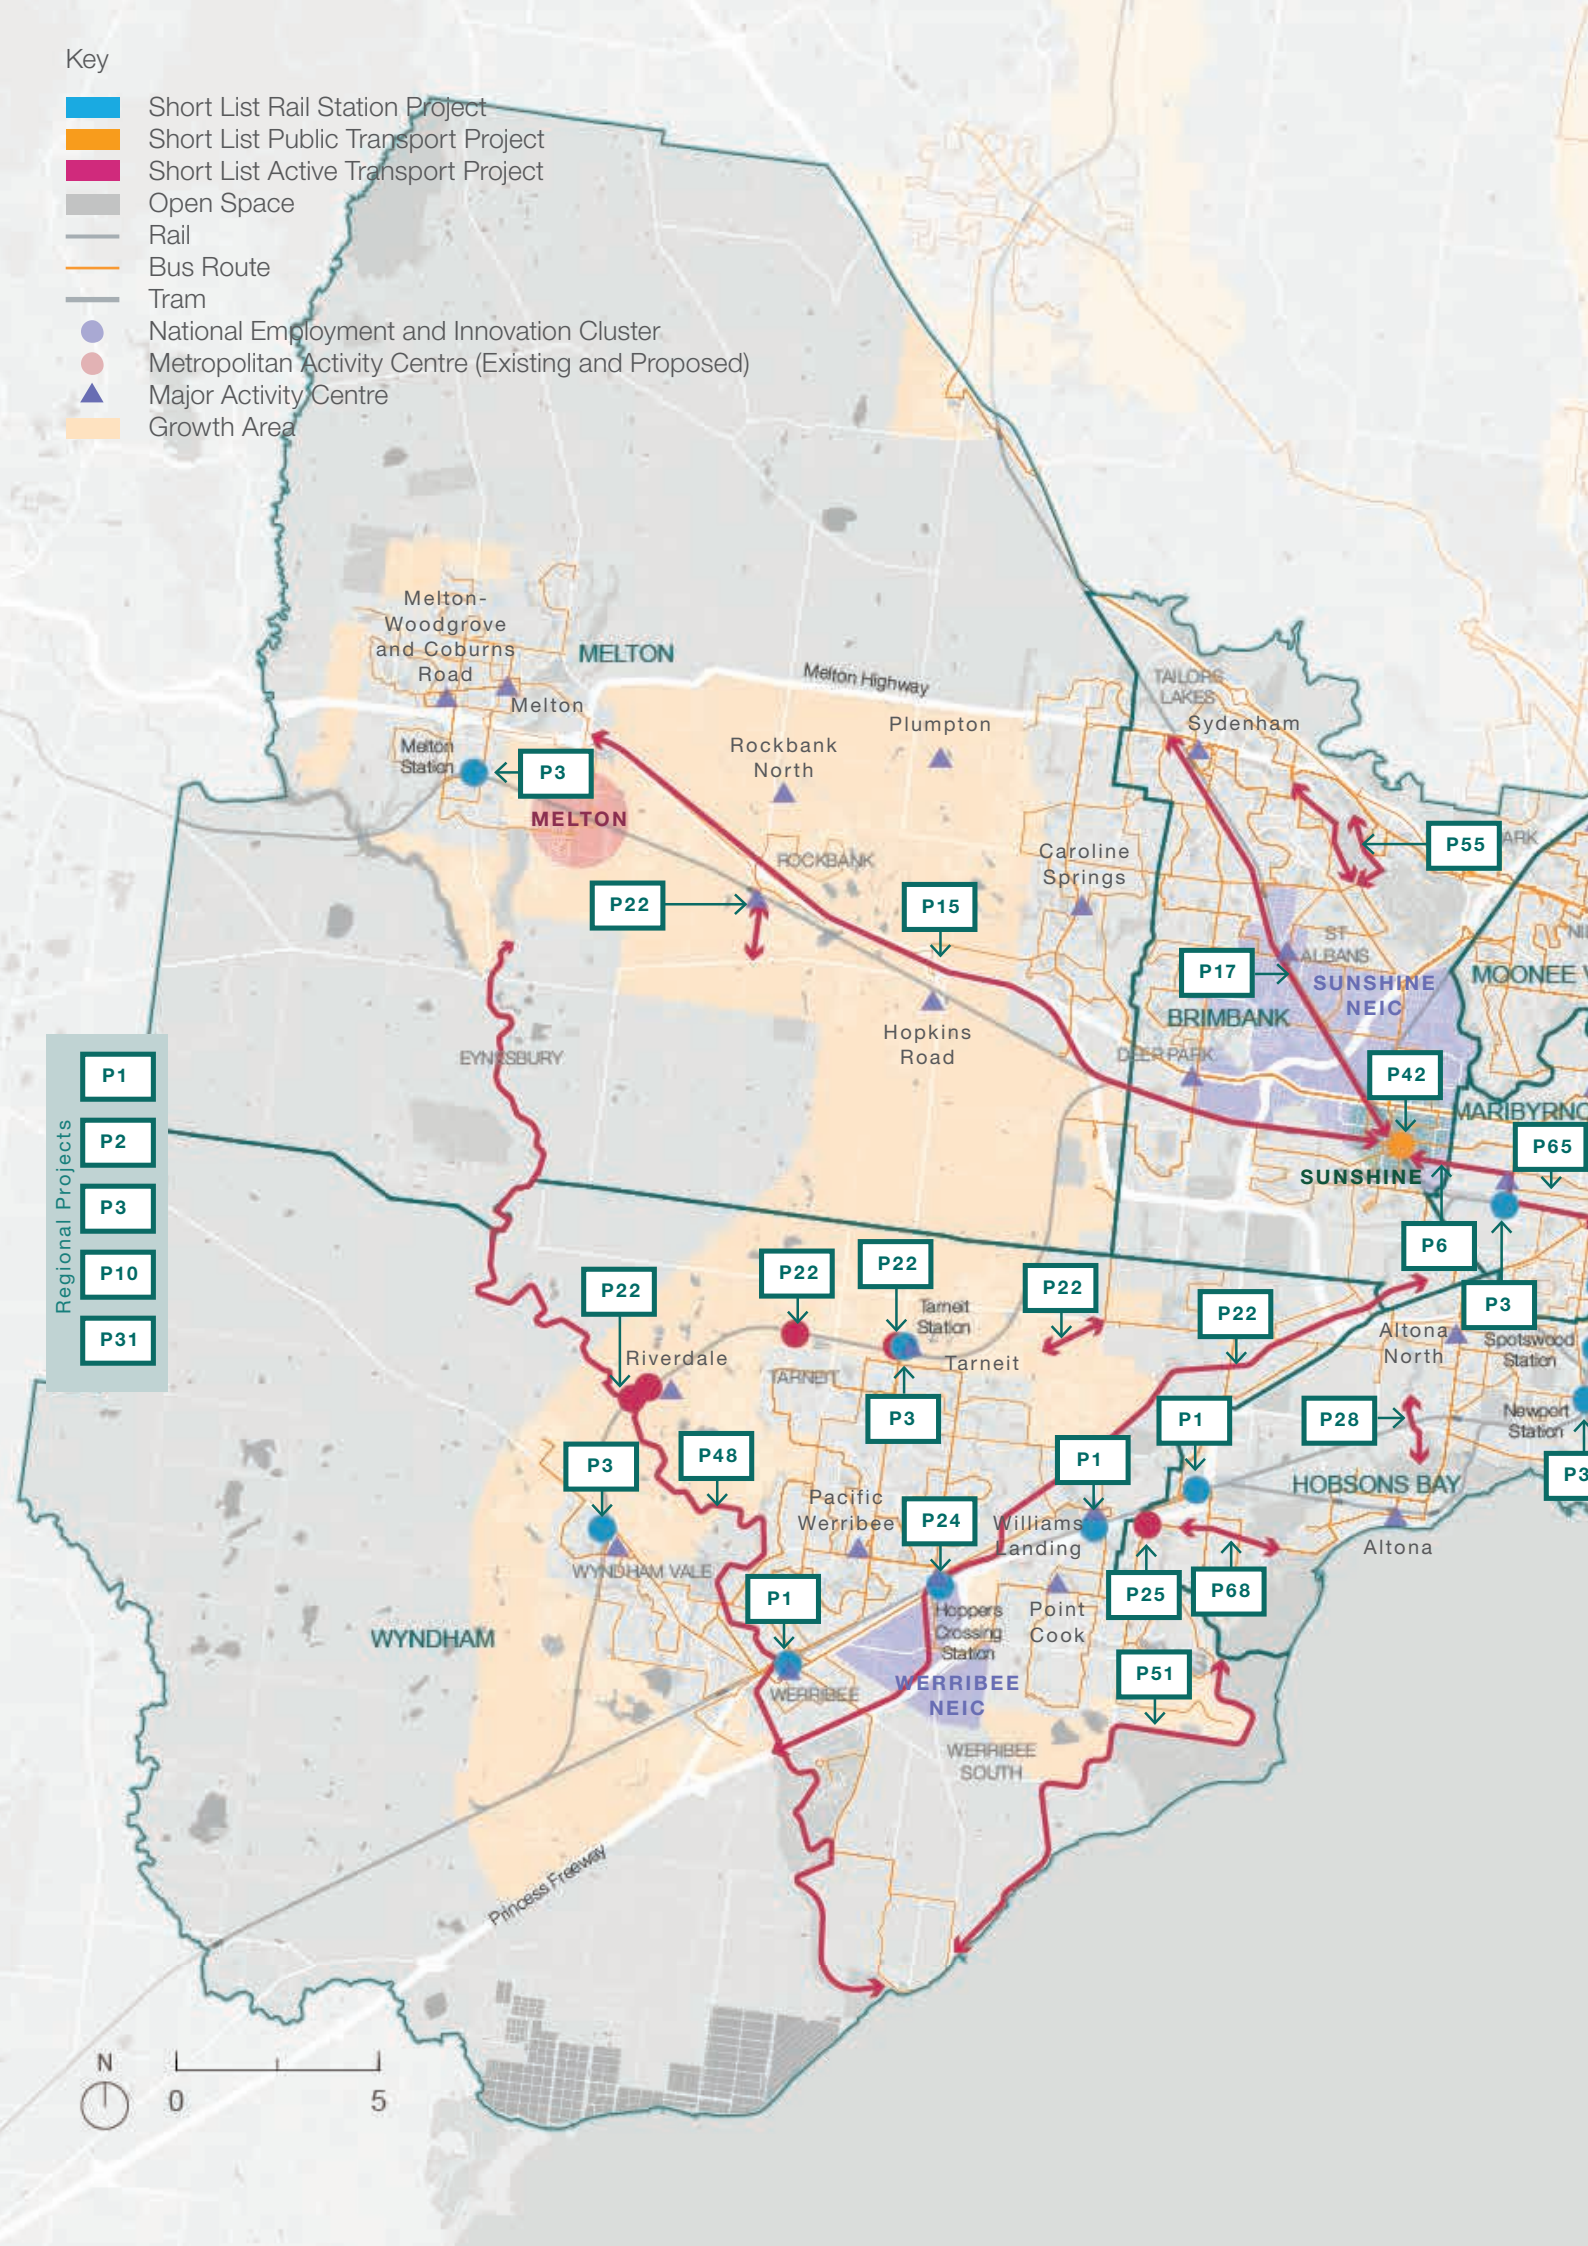 Key
Short List Rail Station Project
Short List Public Transport Project
Short List Active Transport Project
Open Space
Rail
Bus Route
Tram
National Employment and Innovation Cluster
Metropolitan Activity Centre (Existing and Proposed)
Major Activity Centre
Growth Area
Melton-
Woodgrove
and Coburns
Road
MELTON
Melton
Melton Highway
TAILORS
LAKES
Sydenham
Plumpton
Rockbank
North
Melton
Station
P3
MELTON
P55
ARK
ROCKBANK
Caroline
Springs
P22
P15
ST
ALBANS
NI
P17
SUNSHINE
NEIC
MOONEE V
BRIMBANK
Hopkins
Road
EYNESBURY
DEER PARK
P42
MARIBYRNO
Regional Projects
P1
P2
P3
P10
P31
P65
SUNSHINE
P6
P22
P22
P22
P22
P22
P3
Tarneit
Station
Tarneit
TARNEIT
Riverdale
Altona
North
Spotswood
Station
P3
P1
P28
Newport
Station
P3
P48
P3
P1
HOBSONS BAY
Pacific
Werribee
P24
Williams
Landing
Altona
WYNDHAM VALE
P1
P25
P68
Hoppers
Crossing
Station
Point
Cook
WYNDHAM
P51
WERRIBEE
WERRIBEE
NEIC
WERRIBEE
SOUTH
Princess Freeway
N
0
5